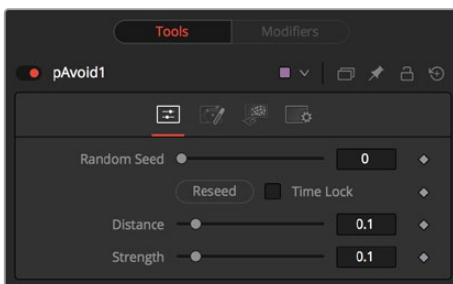 Tools Modifiers
pAvoid1
Random Seed 0
Reseed Time Lock
Distance 0.1
Strength 0.1